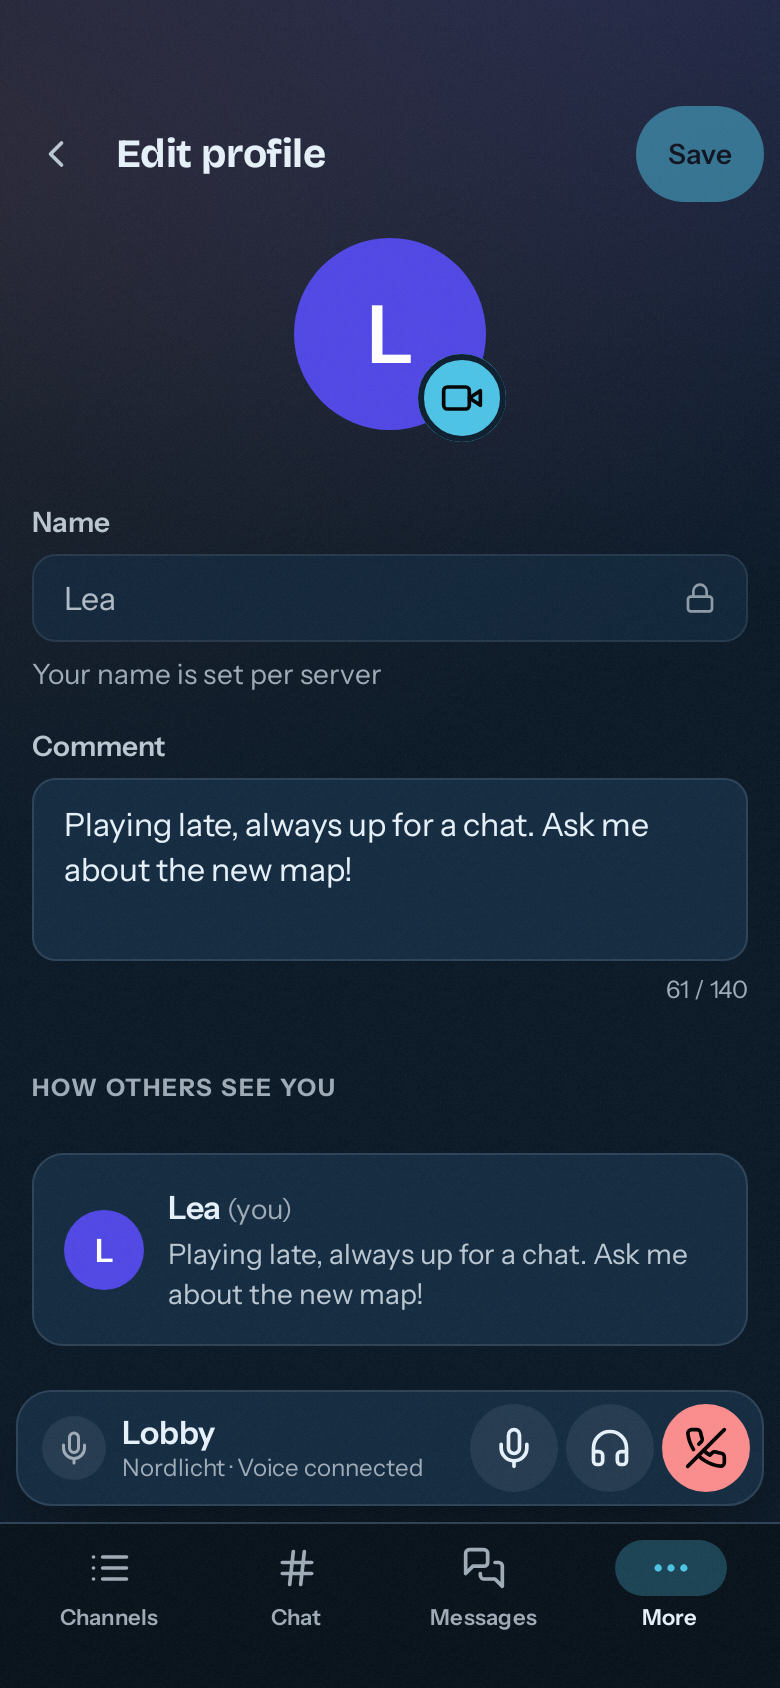 Edit profile
Save
L
Name
Lea
Your name is set per server
Comment
Playing late, always up for a chat. Ask me
about the new map!
61 / 140
HOW OTHERS SEE YOU
L
Lea (you)
Playing late, always up for a chat. Ask me
about the new map!
Lobby
Nordlicht · Voice connected
Channels
Chat
Messages
More